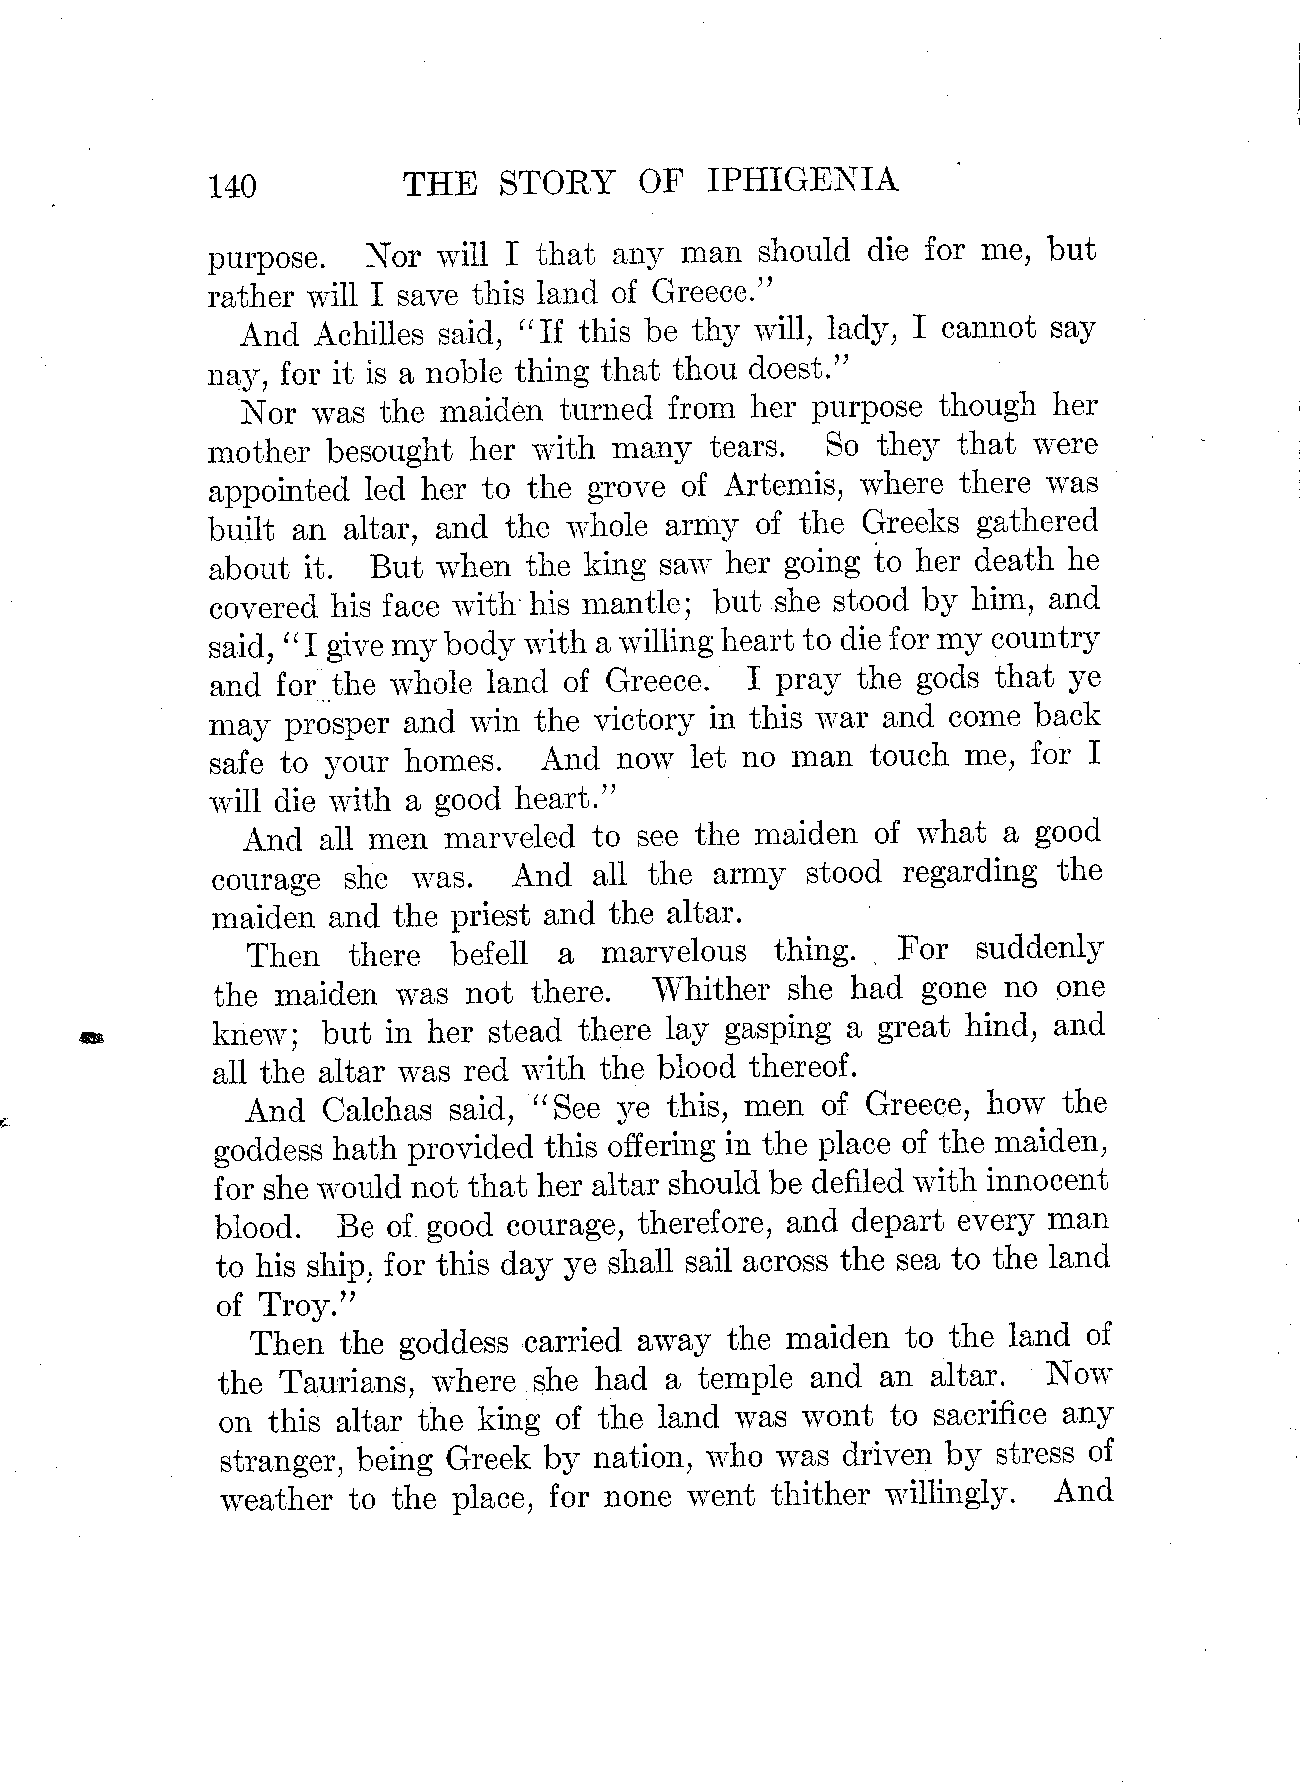 140 THE STORY OF IPHIGENIA
purpose. Nor will I that any man should die for me, but
rather will I save this land of Greece."
And Achilles said, "If this be thy will, lady, I cannot say
nay, for it is a noble thing that thou doest."
Nor was the maiden turned from her purpose though her
mother besought her with many tears. So they that were
appointed led her to the grove of Artemis, where there was
built an altar, and the whole army of the Greeks gathered
about it. But when the king saw her going to her death he
covered his face with his mantle; but she stood by him, and
said, "I give my body with a willing heart to die for my country
and for the whole land of Greece. I pray the gods that ye
may prosper and win the victory in this war and come back
safe to your homes. And now let no man touch me, for I
will die with a good heart."
And all men marveled to see the maiden of what a good
courage she was. And all the army stood regarding the
maiden and the priest and the altar.
Then there befell a marvelous thing. For suddenly
the maiden was not there. Whither she had gone no one
knew; but in her stead there lay gasping a great hind, and
all the altar was red with the blood thereof.
And Calchas said, "See ye this, men of Greece, how the
goddess hath provided this offering in the place of the maiden,
for she would not that her altar should be defiled with innocent
blood. Be of good courage, therefore, and depart every man
to his ship, for this day ye shall sail across the sea to the land
of Troy."
Then the goddess carried away the maiden to the land of
the Taurians, where she had a temple and an altar. Now
on this altar the king of the land was wont to sacrifice any
stranger, being Greek by nation, who was driven by stress of
weather to the place, for none went thither willingly. And